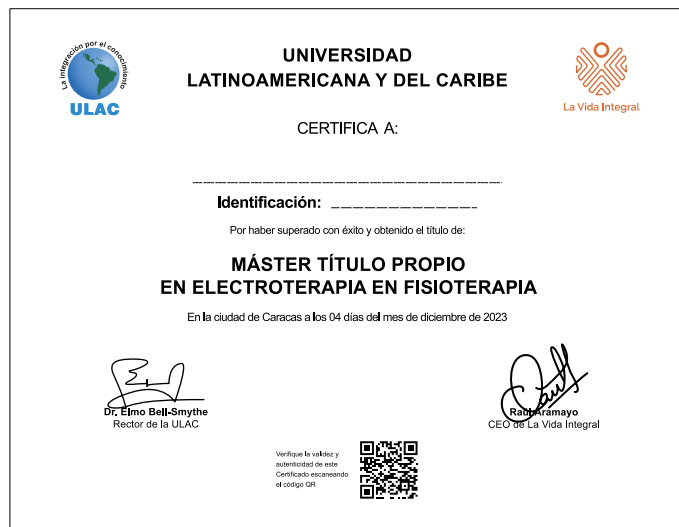 La integración por el conocimiento
ULAC
UNIVERSIDAD
LATINOAMERICANA Y DEL CARIBE
La Vida Integral
CERTIFICA A:
Identificación:
Por haber superado con éxito y obtenido el título de:
MÁSTER TÍTULO PROPIO
EN ELECTROTERAPIA EN FISIOTERAPIA
En la ciudad de Caracas a los 04 días del mes de diciembre de 2023
Dr. Elmo Bell-Smythe
Rector de la ULAC
Raúl Aramayo
CEO de La Vida Integral
Verifique la validez y
autenticidad de este
Certificado escaneando
el código QR